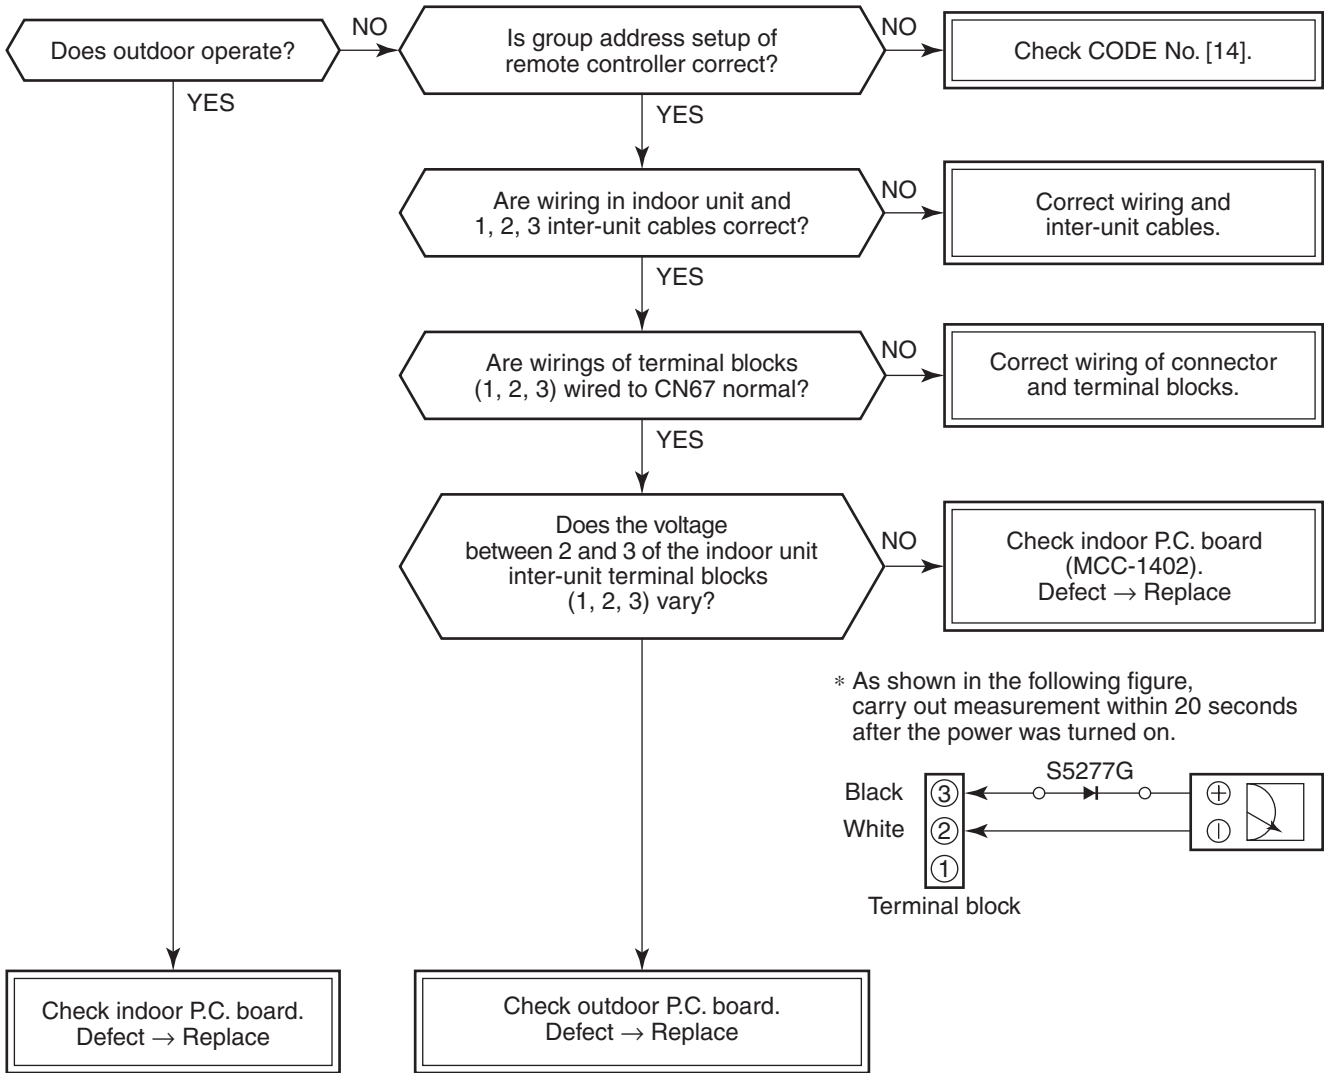 Does outdoor operate?
NO
YES
Is group address setup of
remote controller correct?
NO
Check CODE No. [14].
YES
Are wiring in indoor unit and
1, 2, 3 inter-unit cables correct?
NO
Correct wiring and
inter-unit cables.
YES
Are wirings of terminal blocks
(1, 2, 3) wired to CN67 normal?
NO
Correct wiring of connector
and terminal blocks.
YES
Does the voltage
between 2 and 3 of the indoor unit
inter-unit terminal blocks
(1, 2, 3) vary?
NO
Check indoor P.C. board
(MCC-1402).
Defect → Replace
* As shown in the following figure,
carry out measurement within 20 seconds
after the power was turned on.
S5277G
Black ③ ⊕
White ② ⊖
①
Terminal block
Check indoor P.C. board.
Defect → Replace
Check outdoor P.C. board.
Defect → Replace